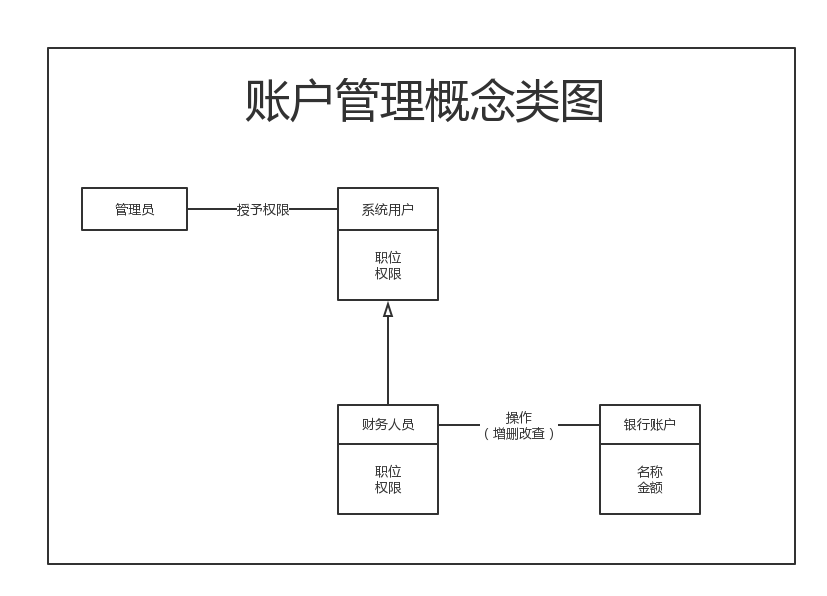 账户管理概念类图
管理员
授予权限
系统用户
职位
权限
财务人员
操作
（增删改查）
银行账户
职位
权限
名称
金额